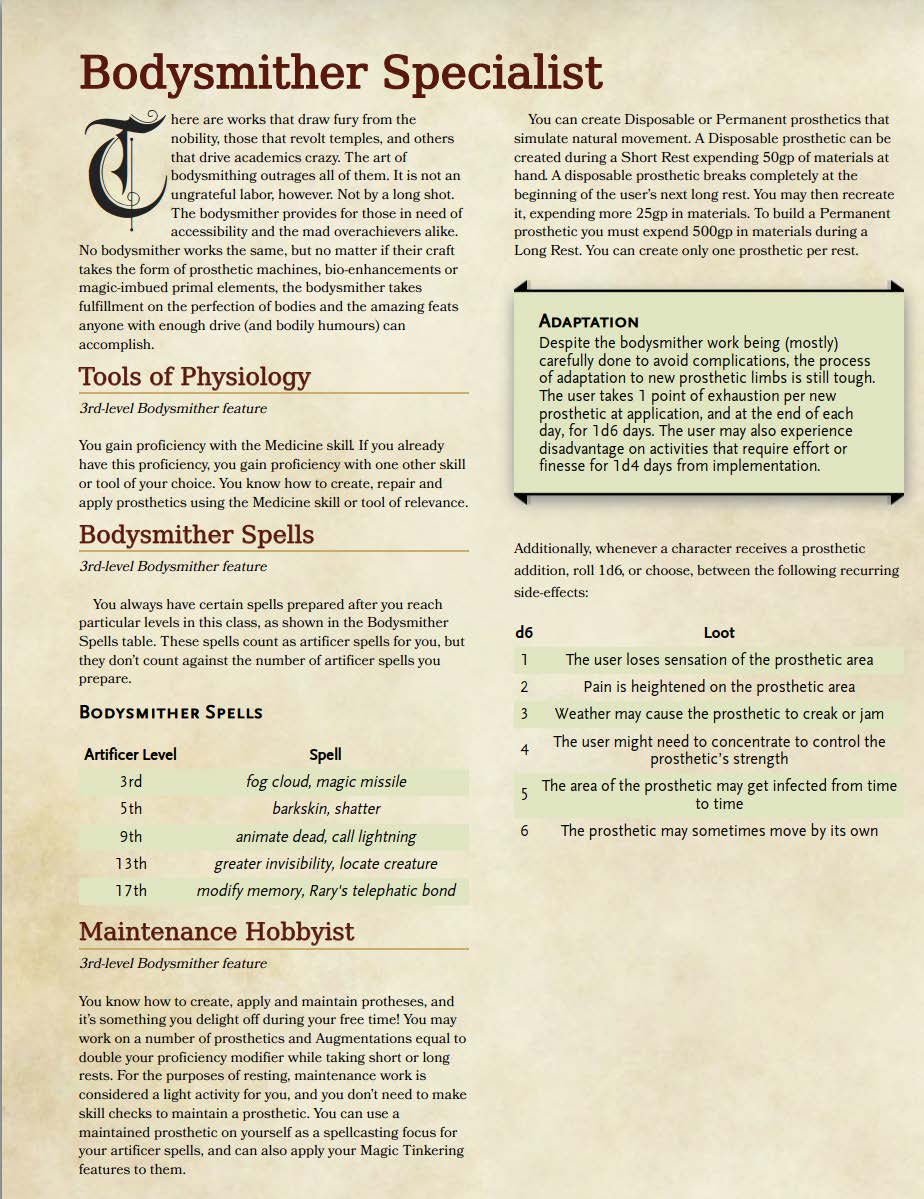 Bodysmither Specialist
There are works that draw fury from the
nobility, those that revolt temples, and others
that drive academics crazy. The art of
bodysmithing outrages all of them. It is not an
ungrateful labor, however. Not by a long shot.
The bodysmither provides for those in need of
accessibility and the mad overachievers alike.
No bodysmither works the same, but no matter if their craft
takes the form of prosthetic machines, bio-enhancements or
magic-imbued primal elements, the bodysmither takes
fulfillment on the perfection of bodies and the amazing feats
anyone with enough drive (and bodily humours) can
accomplish.
Tools of Physiology
3rd-level Bodysmither feature
You gain proficiency with the Medicine skill. If you already
have this proficiency, you gain proficiency with one other skill
or tool of your choice. You know how to create, repair and
apply prosthetics using the Medicine skill or tool of relevance.
Bodysmither Spells
3rd-level Bodysmither feature
You always have certain spells prepared after you reach
particular levels in this class, as shown in the Bodysmither
Spells table. These spells count as artificer spells for you, but
they don't count against the number of artificer spells you
prepare.
Bodysmither Spells
Artificer Level Spell
3rd fog cloud, magic missile
5th barkskin, shatter
9th animate dead, call lightning
13th greater invisibility, locate creature
17th modify memory, Rary's telephatic bond
Maintenance Hobbyist
3rd-level Bodysmither feature
You know how to create, apply and maintain protheses, and
it's something you delight off during your free time! You may
work on a number of prosthetics and Augmentations equal to
double your proficiency modifier while taking short or long
rests. For the purposes of resting, maintenance work is
considered a light activity for you, and you don't need to make
skill checks to maintain a prosthetic. You can use a
maintained prosthetic on yourself as a spellcasting focus for
your artificer spells, and can also apply your Magic Tinkering
features to them.
You can create Disposable or Permanent prosthetics that
simulate natural movement. A Disposable prosthetic can be
created during a Short Rest expending 50gp of materials at
hand. A disposable prosthetic breaks completely at the
beginning of the user's next long rest. You may then recreate
it, expending more 25gp in materials. To build a Permanent
prosthetic you must expend 500gp in materials during a
Long Rest. You can create only one prosthetic per rest.
Adaptation
Despite the bodysmither work being (mostly)
carefully done to avoid complications, the process
of adaptation to new prosthetic limbs is still tough.
The user takes 1 point of exhaustion per new
prosthetic at application, and at the end of each
day, for 1d6 days. The user may also experience
disadvantage on activities that require effort or
finesse for 1d4 days from implementation.
Additionally, whenever a character receives a prosthetic
addition, roll 1d6, or choose, between the following recurring
side-effects:
d6 Loot
1 The user loses sensation of the prosthetic area
2 Pain is heightened on the prosthetic area
3 Weather may cause the prosthetic to creak or jam
4 The user might need to concentrate to control the
prosthetic's strength
5 The area of the prosthetic may get infected from time
to time
6 The prosthetic may sometimes move by its own